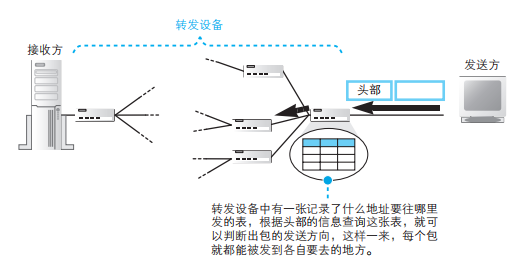 转发设备
接收方
发送方
头部
转发设备中有一张记录了什么地址要往哪里
发的表，根据头部的信息查询这张表，就可
以判断出包的发送方向，这样一来，每个包
就都能被发到各自要去的地方。